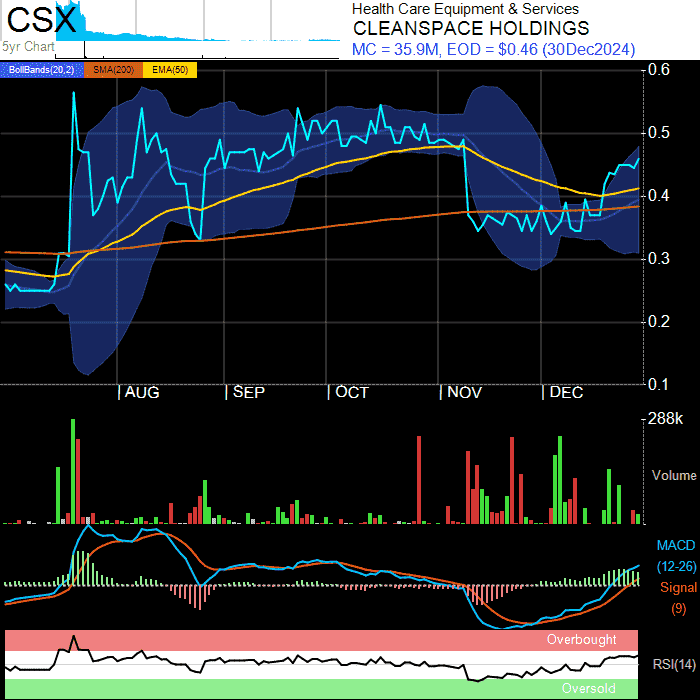 CSX
5yr Chart
Health Care Equipment & Services
CLEANSPACE HOLDINGS
MC = 35.9M, EOD = $0.46 (30Dec2024)
BollBands(20,2) SMA(200) EMA(50)
0.6
0.5
0.4
0.3
0.2
0.1
AUG SEP OCT NOV DEC
288k
Volume
MACD
(12-26)
Signal
(9)
Overbought
RSI(14)
Oversold